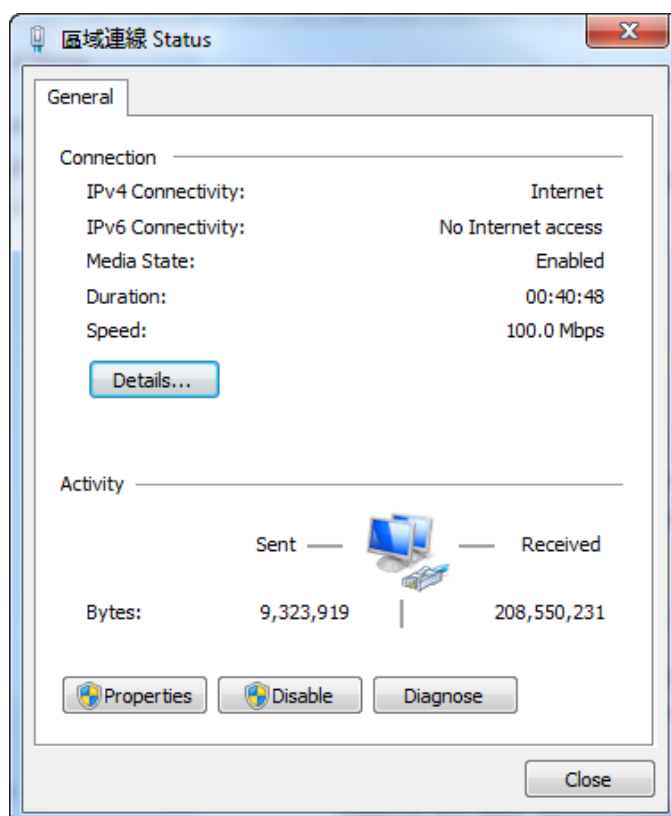 區域連線 Status
General
Connection
IPv4 Connectivity: Internet
IPv6 Connectivity: No Internet access
Media State: Enabled
Duration: 00:40:48
Speed: 100.0 Mbps
Details...
Activity
Sent Received
Bytes: 9,323,919 208,550,231
Properties Disable Diagnose
Close